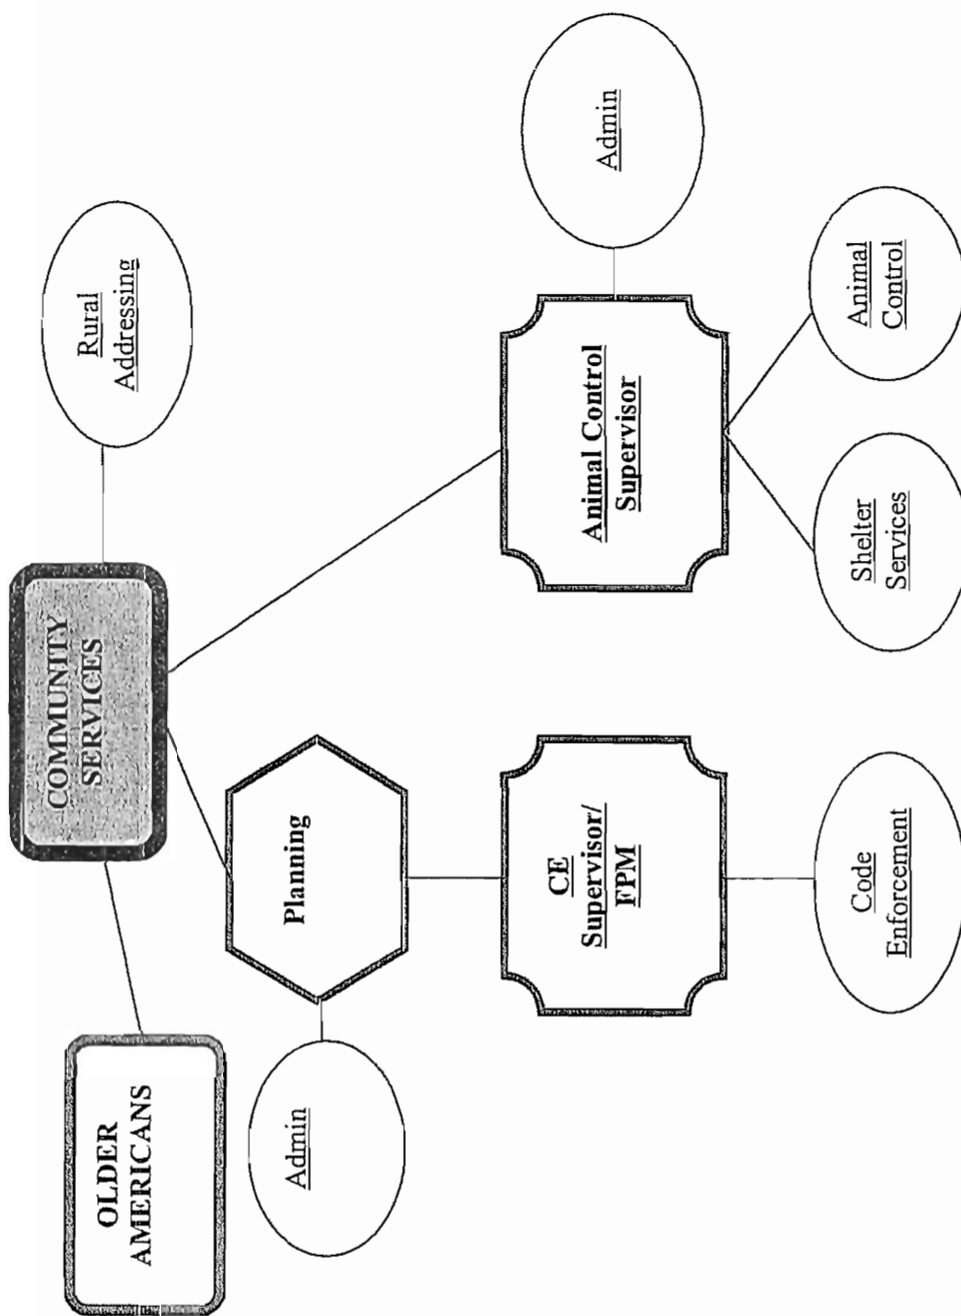 OLDER
AMERICANS
COMMUNITY
SERVICES
Rural
Addressing
Admin
Planning
CE
Supervisor/
FPM
Code
Enforcement
Animal Control
Supervisor
Admin
Shelter
Services
Animal
Control